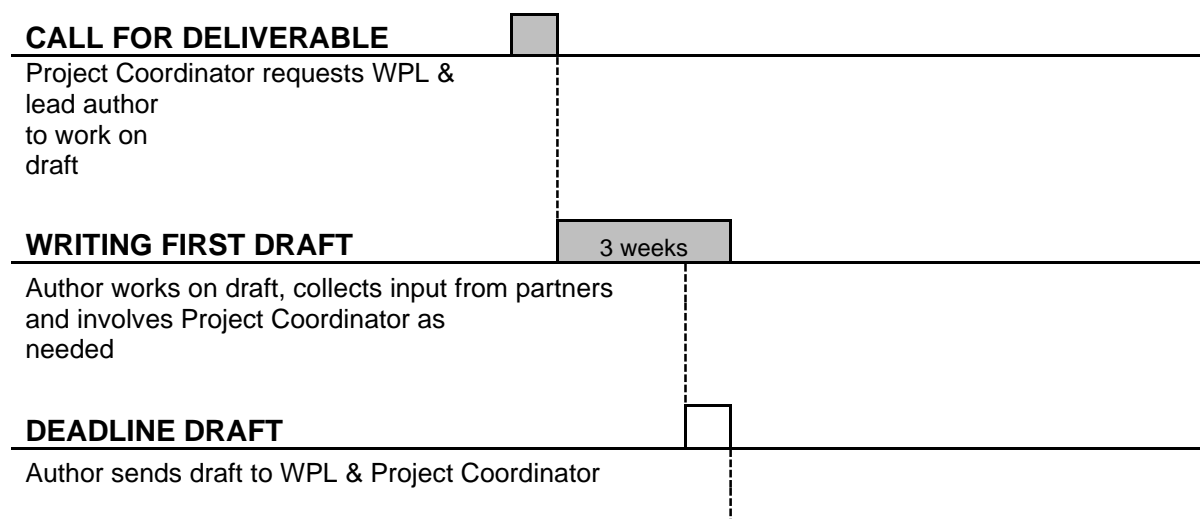 CALL FOR DELIVERABLE
Project Coordinator requests WPL &
lead author
to work on
draft
WRITING FIRST DRAFT
3 weeks
Author works on draft, collects input from partners
and involves Project Coordinator as
needed
DEADLINE DRAFT
Author sends draft to WPL & Project Coordinator